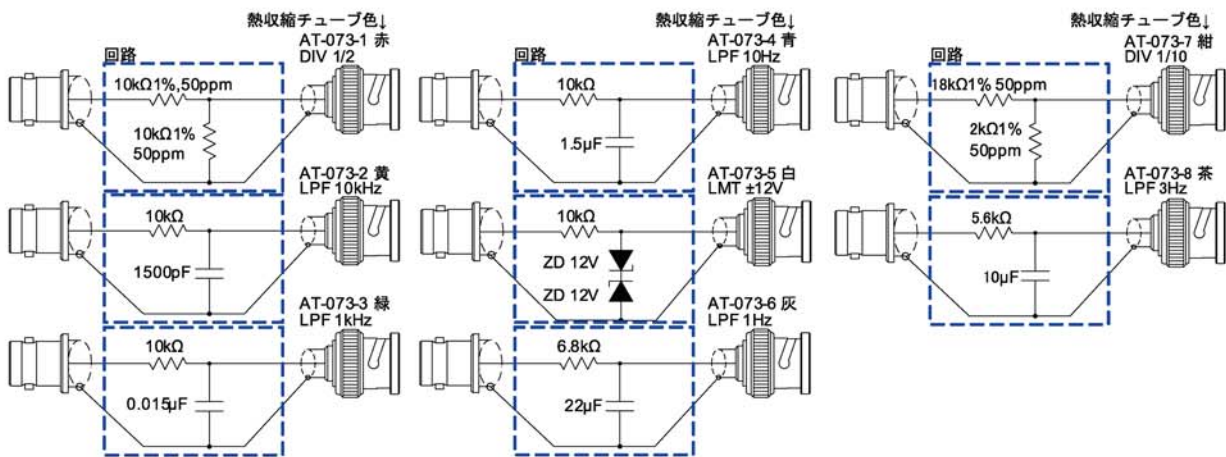 熱収縮チューブ色↓
AT-073-1 赤
DIV 1/2
回路
10kΩ1%,50ppm
10kΩ1%
50ppm
AT-073-2 黄
LPF 10kHz
10kΩ
1500pF
AT-073-3 緑
LPF 1kHz
10kΩ
0.015μF
熱収縮チューブ色↓
AT-073-4 青
LPF 10Hz
回路
10kΩ
1.5μF
AT-073-5 白
LMT ±12V
10kΩ
ZD 12V
ZD 12V
AT-073-6 灰
LPF 1Hz
6.8kΩ
22μF
熱収縮チューブ色↓
AT-073-7 紺
DIV 1/10
回路
18kΩ1% 50ppm
2kΩ1%
50ppm
AT-073-8 茶
LPF 3Hz
5.6kΩ
10μF